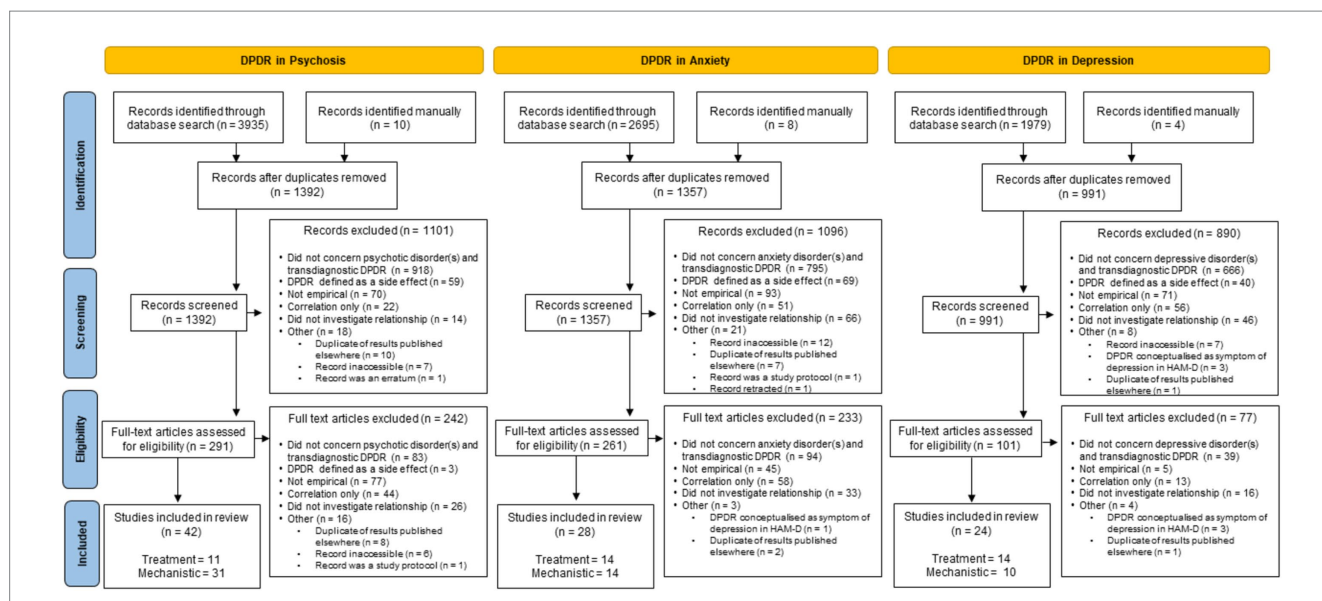 DPDR in Psychosis
DPDR in Anxiety
DPDR in Depression
Identification
Screening
Eligibility
Included
Records identified through
database search (n = 3935)
Records identified manually
(n = 10)
Records after duplicates removed
(n = 1392)
Records screened
(n = 1392)
Records excluded (n = 1101)
• Did not concern psychotic disorder(s) and
transdiagnostic DPDR (n = 918)
• DPDR defined as a side effect (n = 59)
• Not empirical (n = 70)
• Correlation only (n = 22)
• Did not investigate relationship (n = 14)
• Other (n = 18)
• Duplicate of results published
elsewhere (n = 10)
• Record inaccessible (n = 7)
• Record was an erratum (n = 1)
Full-text articles assessed
for eligibility (n = 291)
Full text articles excluded (n = 242)
• Did not concern psychotic disorder(s) and
transdiagnostic DPDR (n = 83)
• DPDR defined as a side effect (n = 3)
• Not empirical (n = 77)
• Correlation only (n = 44)
• Did not investigate relationship (n = 26)
• Other (n = 16)
• Duplicate of results published
elsewhere (n = 8)
• Record inaccessible (n = 6)
• Record was a study protocol (n = 1)
Studies included in review
(n = 42)
Treatment = 11
Mechanistic = 31
Records identified through
database search (n = 2695)
Records identified manually
(n = 8)
Records after duplicates removed
(n = 1357)
Records screened
(n = 1357)
Records excluded (n = 1096)
• Did not concern anxiety disorder(s) and
transdiagnostic DPDR (n = 795)
• DPDR defined as a side effect (n = 69)
• Not empirical (n = 93)
• Correlation only (n = 51)
• Did not investigate relationship (n = 66)
• Other (n = 21)
• Record inaccessible (n = 12)
• Duplicate of results published
elsewhere (n = 7)
• Record was a study protocol (n = 1)
• Record retracted (n = 1)
Full-text articles assessed
for eligibility (n = 261)
Full text articles excluded (n = 233)
• Did not concern anxiety disorder(s) and
transdiagnostic DPDR (n = 94)
• Not empirical (n = 45)
• Correlation only (n = 58)
• Did not investigate relationship (n = 33)
• Other (n = 3)
• DPDR conceptualised as symptom of
depression in HAM-D (n = 1)
• Duplicate of results published
elsewhere (n = 2)
Studies included in review
(n = 28)
Treatment = 14
Mechanistic = 14
Records identified through
database search (n = 1979)
Records identified manually
(n = 4)
Records after duplicates removed
(n = 991)
Records screened
(n = 991)
Records excluded (n = 890)
• Did not concern depressive disorder(s)
and transdiagnostic DPDR (n = 666)
• DPDR defined as a side effect (n = 40)
• Not empirical (n = 71)
• Correlation only (n = 56)
• Did not investigate relationship (n = 46)
• Other (n = 8)
• Record inaccessible (n = 7)
• DPDR conceptualised as symptom of
depression in HAM-D (n = 3)
• Duplicate of results published
elsewhere (n = 1)
Full-text articles assessed
for eligibility (n = 101)
Full text articles excluded (n = 77)
• Did not concern depressive disorder(s)
and transdiagnostic DPDR (n = 39)
• Not empirical (n = 5)
• Correlation only (n = 13)
• Did not investigate relationship (n = 16)
• Other (n = 4)
• DPDR conceptualised as symptom of
depression in HAM-D (n = 3)
• Duplicate of results published
elsewhere (n = 1)
Studies included in review
(n = 24)
Treatment = 14
Mechanistic = 10